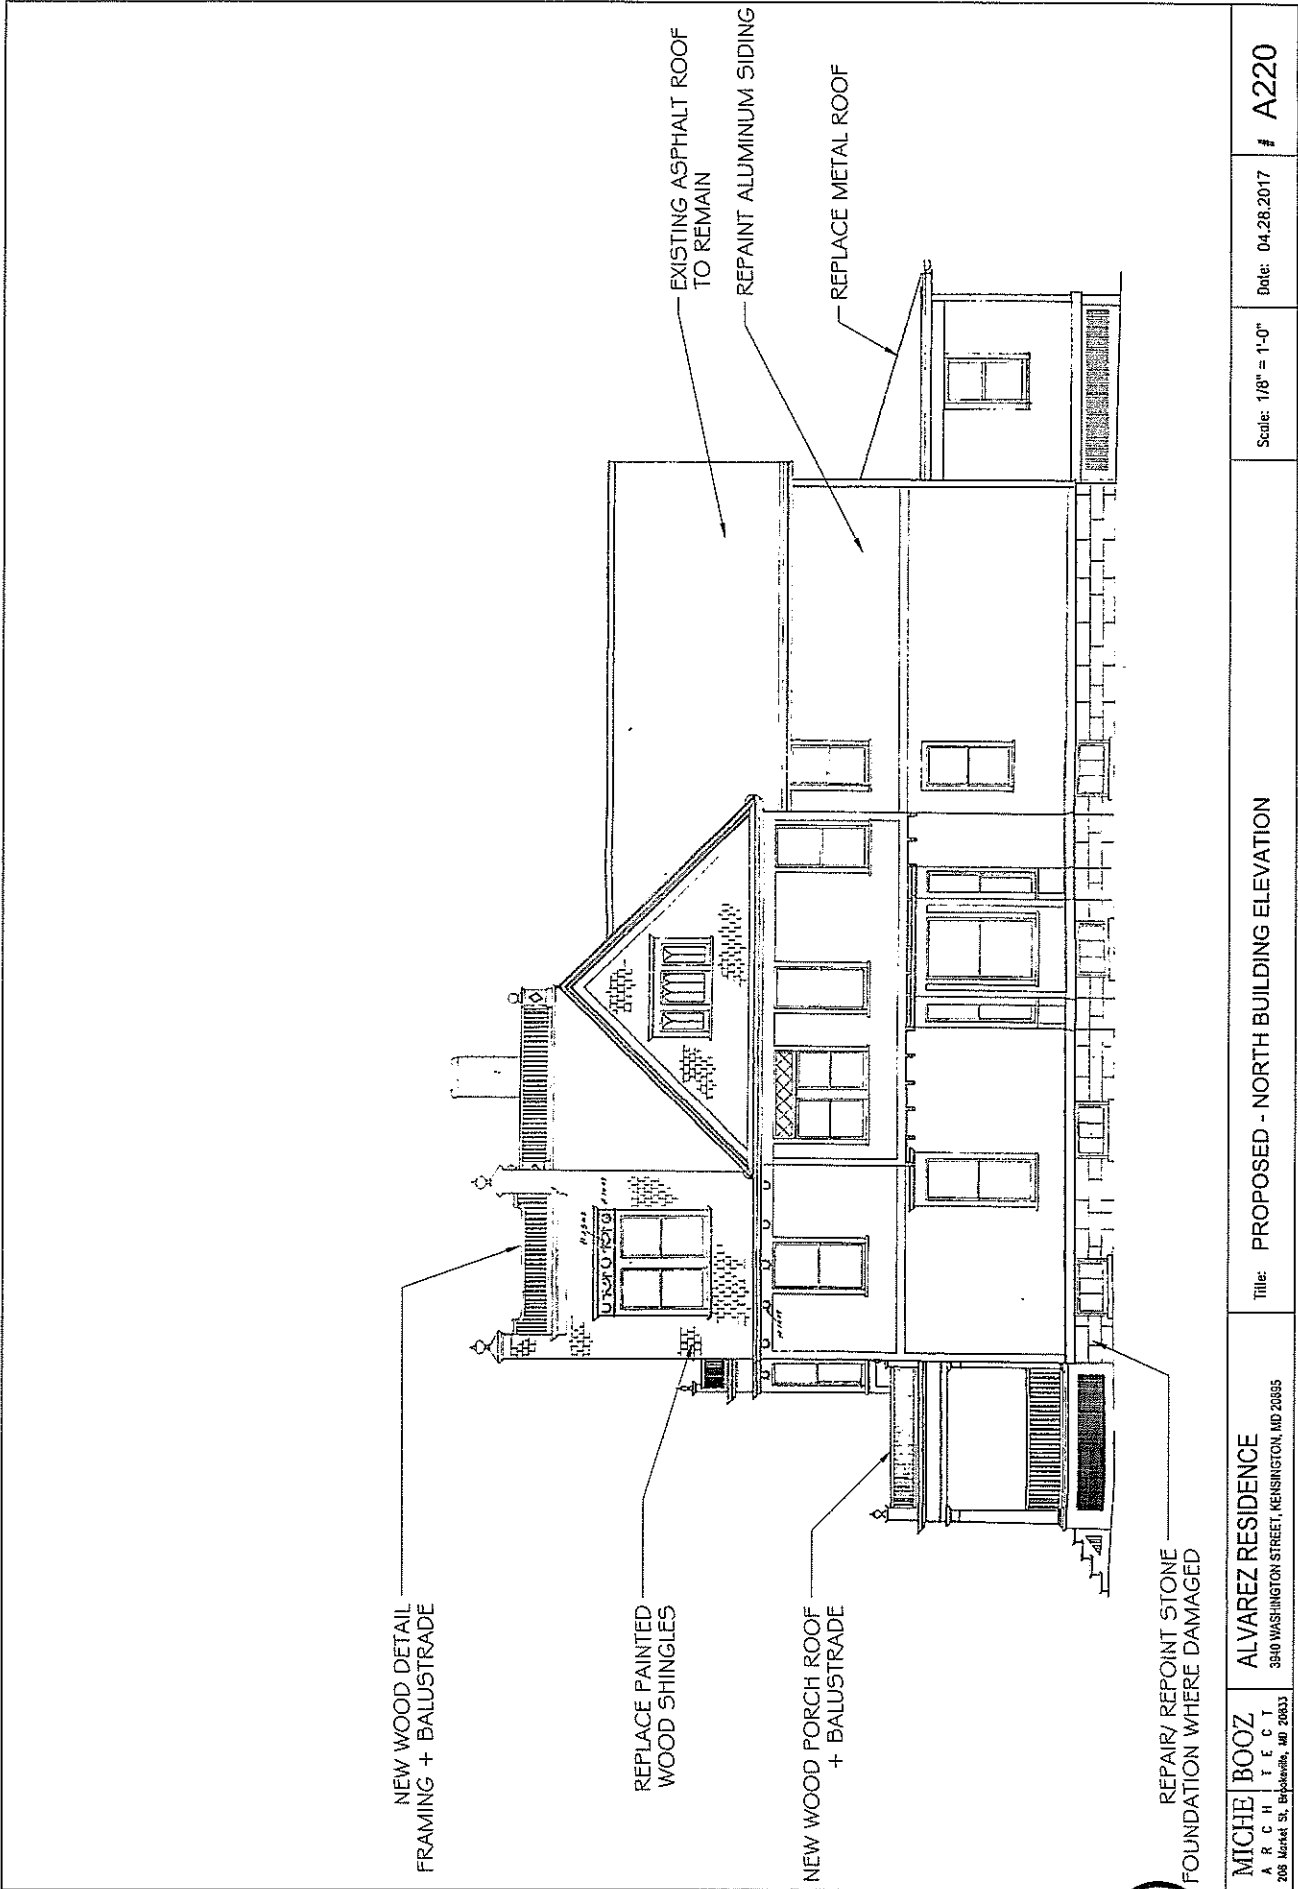 NEW WOOD DETAIL
FRAMING + BALUSTRADE
REPLACE PAINTED
WOOD SHINGLES
NEW WOOD PORCH ROOF
+ BALUSTRADE
REPAIR/ REPOINT STONE
FOUNDATION WHERE DAMAGED
EXISTING ASPHALT ROOF
TO REMAIN
REPAINT ALUMINUM SIDING
REPLACE METAL ROOF
MICHE BOOZ
ARCHITECT
208 Market St, Brookeville, MD 20833
ALVAREZ RESIDENCE
3940 WASHINGTON STREET, KENSINGTON, MD 20895
Title: PROPOSED - NORTH BUILDING ELEVATION
Scale: 1/8" = 1'-0"
Date: 04.28.2017
# A220